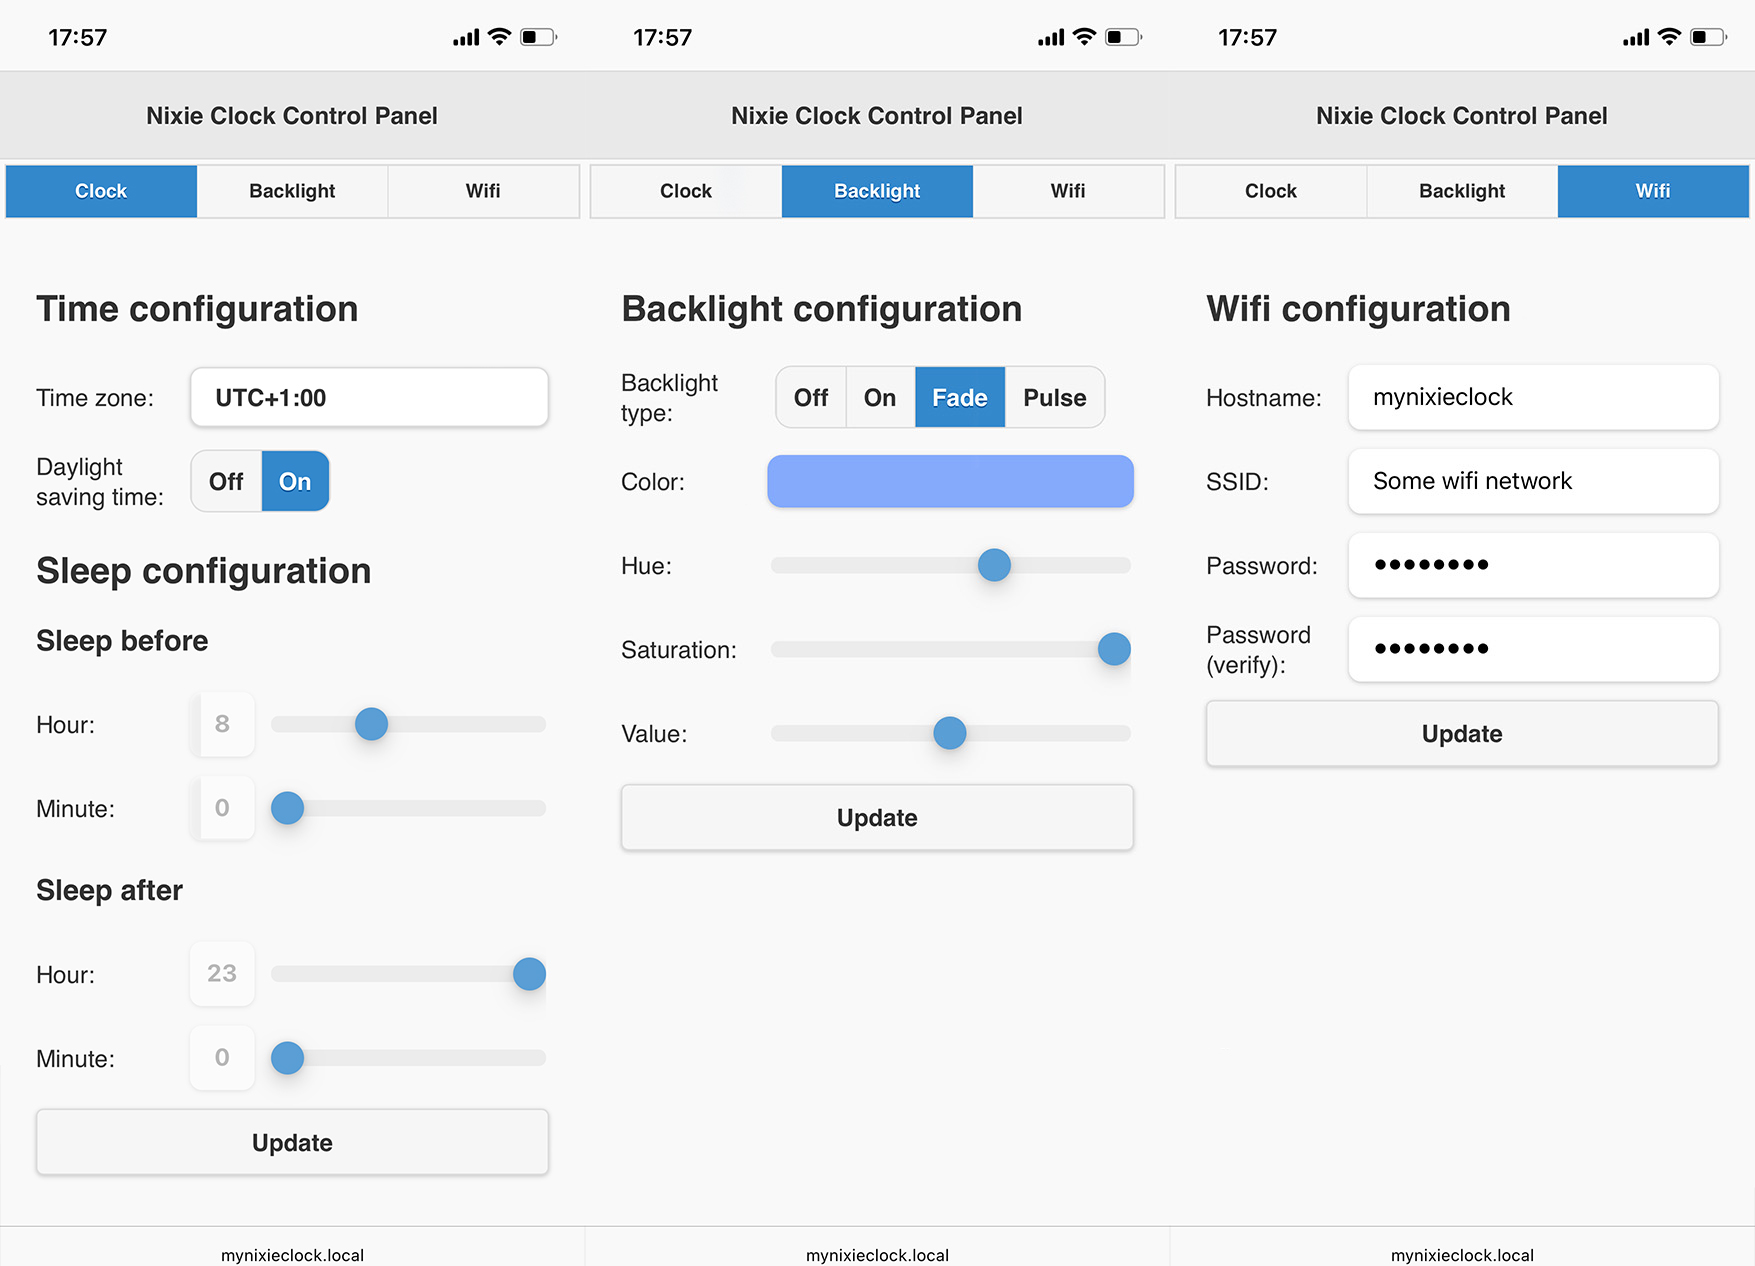 17:57
Nixie Clock Control Panel
Clock
Backlight
Wifi
Time configuration
Time zone:
UTC+1:00
Daylight
saving time:
Off
On
Sleep configuration
Sleep before
Hour:
8
Minute:
0
Sleep after
Hour:
23
Minute:
0
Update
mynixieclock.local
17:57
Nixie Clock Control Panel
Clock
Backlight
Wifi
Backlight configuration
Backlight
type:
Off
On
Fade
Pulse
Color:
Hue:
Saturation:
Value:
Update
mynixieclock.local
17:57
Nixie Clock Control Panel
Clock
Backlight
Wifi
Wifi configuration
Hostname:
mynixieclock
SSID:
Some wifi network
Password:
••••••••
Password
(verify):
••••••••
Update
mynixieclock.local